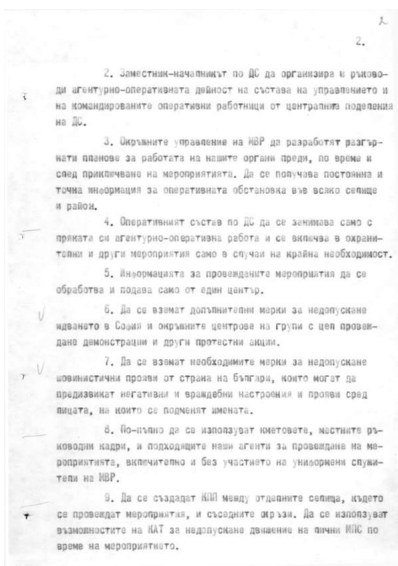 2
2.
2. Заместник-началникът по ДС да организира и ръково-
ди агентурно-оперативната дейност на състава на управлението и
на командированите оперативни работници от централния поделения
на ДС.
3. Окръжните управление на МВР да разработят разгър-
нати планове за работата на нашите органи преди, по време и
след приключване на мероприятията. Да се получава постоянна и
точна информация за оперативната обстановка във всяко селище
и район.
4. Оперативният състав по ДС да се занимава само с
пряката си агентурно-оперативна работа и се включва в охрани-
телни и други мероприятия само в случаи на крайна необходимост.
5. Информацията за провежданите мероприятия да се
обработва и подава само от един център.
6. Да се вземат допълнителни мерки за недопускане
идването в София и окръжните центрове на групи с цел провеж-
дане демонстрации и други протестни акции.
7. Да се вземат необходимите мерки за недопускане
шовинистични прояви от страна на българи, които могат да
предизвикат негативни и враждебни настроения и прояви сред
лицата, на които се подменят имената.
8. По-пълно да се използуват кметовете, местните ръ-
ководни кадри, и подходящите наши агенти за провеждане на ме-
роприятията, включително и без участието на униформени служи-
тели на МВР.
9. Да се създадат КПП между отделните селища, където
се провеждат мероприятия, и съседните окръзи. Да се използуват
възможностите на КАТ за недопускане движение на лични МПС по
време на мероприятието.